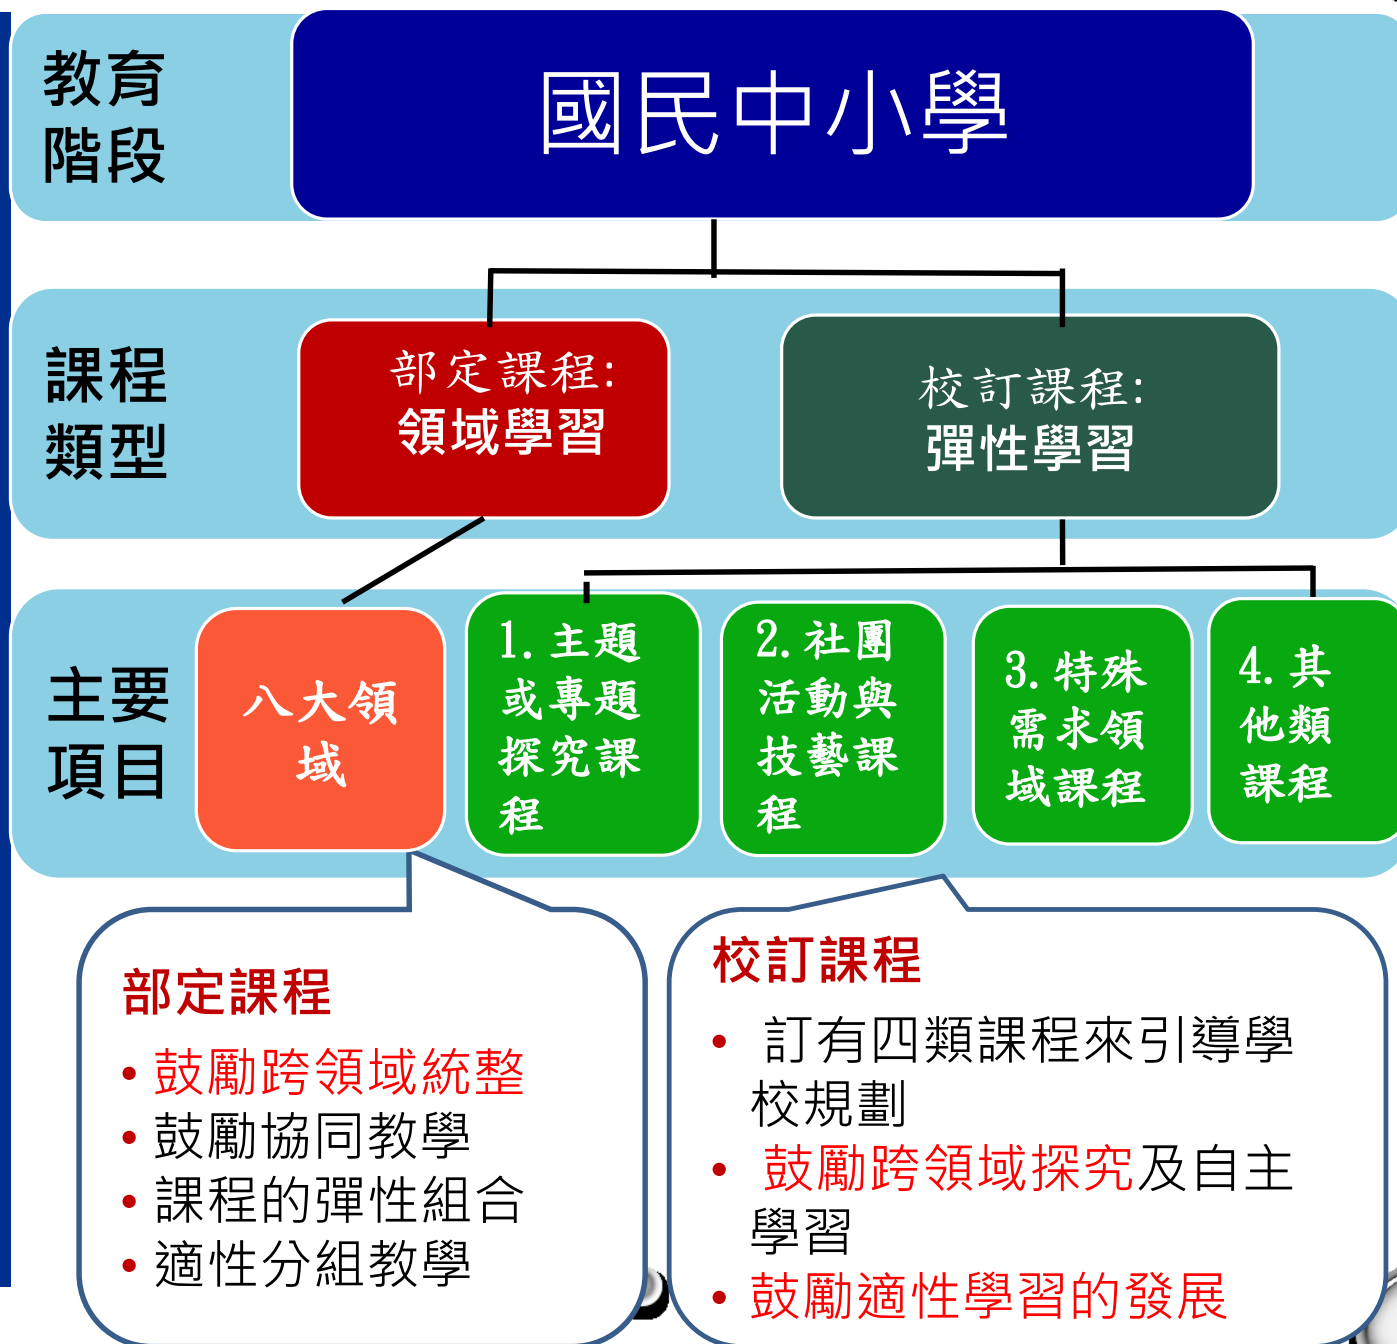 教育
階段
國民中小學
課程
類型
部定課程:
領域學習
校訂課程:
彈性學習
主要
項目
八大領
域
1.主題
或專題
探究課
程
2.社團
活動與
技藝課
程
3.特殊
需求領
域課程
4.其
他類
課程
部定課程
• 鼓勵跨領域統整
• 鼓勵協同教學
• 課程的彈性組合
• 適性分組教學
校訂課程
• 訂有四類課程來引導學
校規劃
• 鼓勵跨領域探究及自主
學習
• 鼓勵適性學習的發展